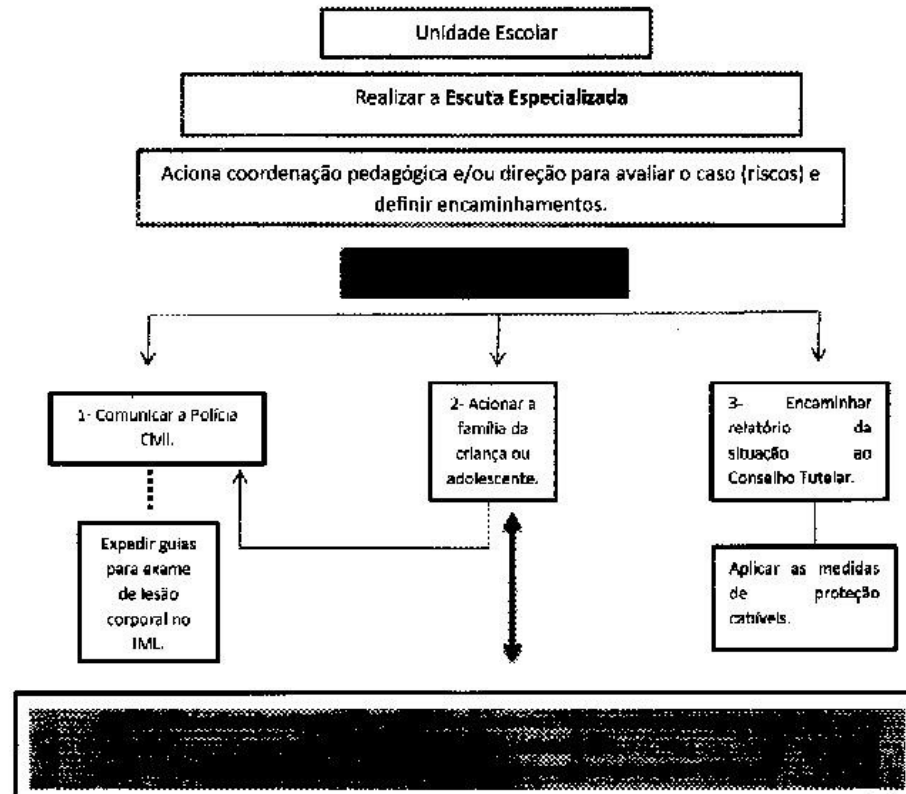 Unidade Escolar
Realizar a Escuta Especializada
Aciona coordenação pedagógica e/ou direção para avaliar o caso (riscos) e
definir encaminhamentos.
1- Comunicar a Polícia
Civil.
2- Acionar a
família da
criança ou
adolescente.
3- Encaminhar
relatório da
situação ao
Conselho Tutelar.
Expedir guias
para exame
de lesão
corporal no
IML.
Aplicar as medidas
de proteção
cabíveis.